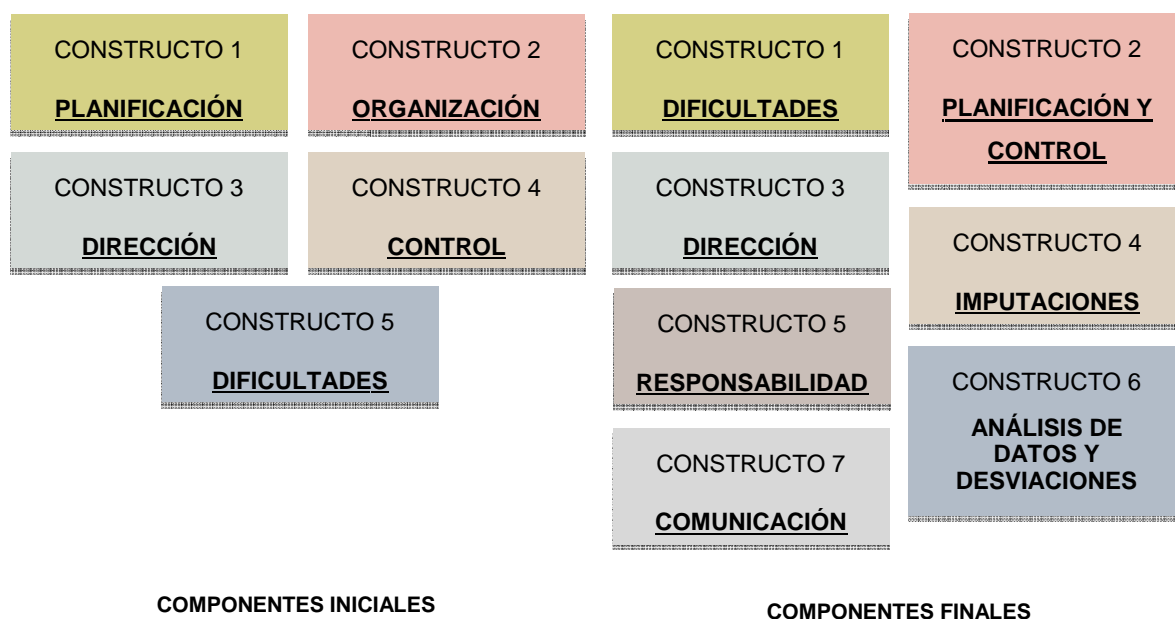 CONSTRUCTO 1
PLANIFICACIÓN
CONSTRUCTO 2
ORGANIZACIÓN
CONSTRUCTO 3
DIRECCIÓN
CONSTRUCTO 4
CONTROL
CONSTRUCTO 5
DIFICULTADES
COMPONENTES INICIALES
CONSTRUCTO 1
DIFICULTADES
CONSTRUCTO 2
PLANIFICACIÓN Y
CONTROL
CONSTRUCTO 3
DIRECCIÓN
CONSTRUCTO 4
IMPUTACIONES
CONSTRUCTO 5
RESPONSABILIDAD
CONSTRUCTO 6
ANÁLISIS DE
DATOS Y
DESVIACIONES
CONSTRUCTO 7
COMUNICACIÓN
COMPONENTES FINALES